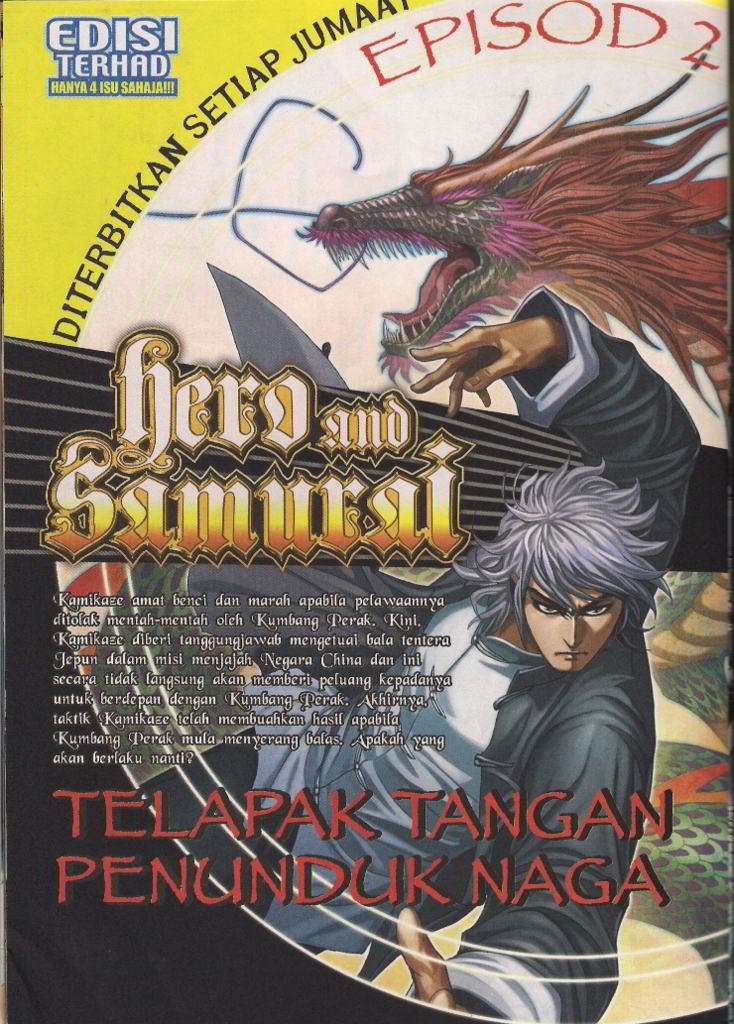 EDISI
TERHAD
HANYA 4 ISU SAHAJA!!!
DITERBITKAN SETIAP JUMAAT
EPISOD 2
Hero and
Samurai
Kamikaze amat benci dan marah apabila pelawaannya
ditolak mentah-mentah oleh Kumbang Perak. Kini,
Kamikaze diberi tanggungjawab mengetuai bala tentera
Jepun dalam misi menjajah Negara China dan ini
secara tidak langsung akan memberi peluang kepadanya
untuk berdepan dengan Kumbang Perak. Akhirnya,
taktik Kamikaze telah membuahkan hasil apabila
Kumbang Perak mula menyerang balas. Apakah yang
akan berlaku nanti?
TELAPAK TANGAN
PENUNDUK NAGA